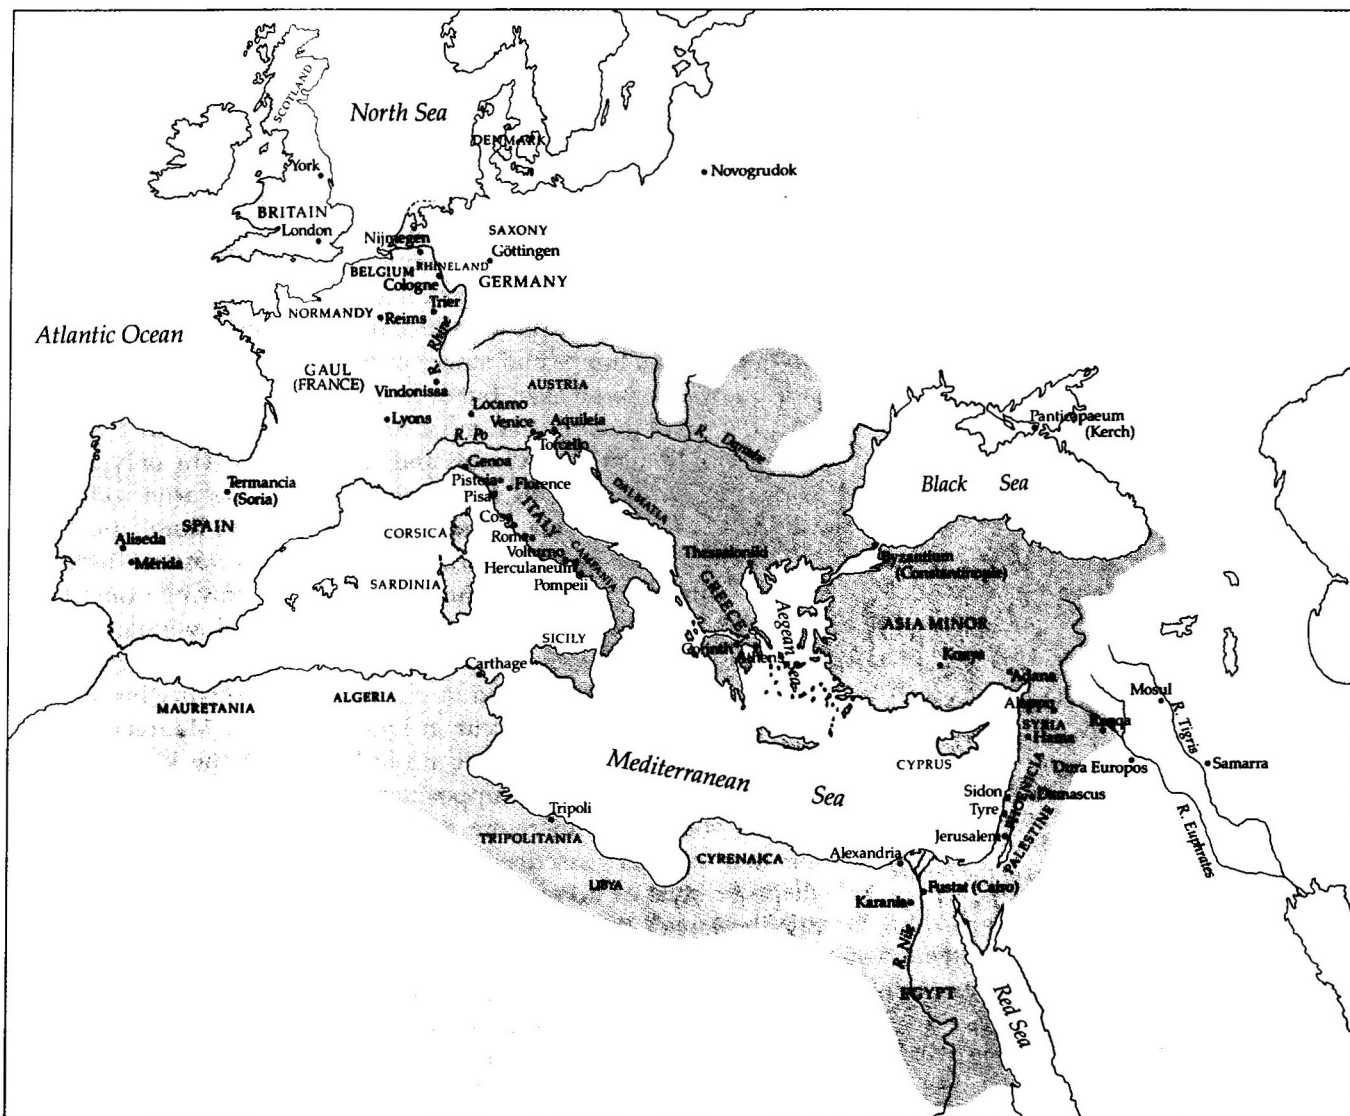 SCOTLAND
North Sea
DENMARK
Novogrudok
York
BRITAIN
London
Nijmegen
SAXONY
Göttingen
BELGIUM
RHINELAND
GERMANY
Cologne
Trier
NORMANDY
Reims
R. Rhine
Atlantic Ocean
GAUL
(FRANCE)
Vindonissa
AUSTRIA
Lyons
Locarno
Venice
Aquileia
Torcello
R. Po
R. Danube
Panticapaeum
(Kerch)
Black Sea
Genoa
Pistoia
Florence
Pisa
DALMATIA
Termancia
(Soria)
SPAIN
Aliseda
Mérida
CORSICA
SARDINIA
Cosa
ITALY
Rome
Volturno
CAMPANIA
Herculaneum
Pompeii
Thessaloniki
Byzantium
(Constantinople)
GREECE
Aegean Sea
ASIA MINOR
Corinth
Athens
Konya
Adana
SICILY
Carthage
MAURETANIA
ALGERIA
Mosul
R. Tigris
Aleppo
Raqqa
SYRIA
Hama
CYPRUS
Dura Europos
Samarra
Mediterranean Sea
Sidon
PHOENICIA
Damascus
Tyre
Jerusalem
PALESTINE
R. Euphrates
Tripoli
TRIPOLITANIA
CYRENAICA
LIBYA
Alexandria
Fustat (Cairo)
Karanis
R. Nile
EGYPT
Red Sea